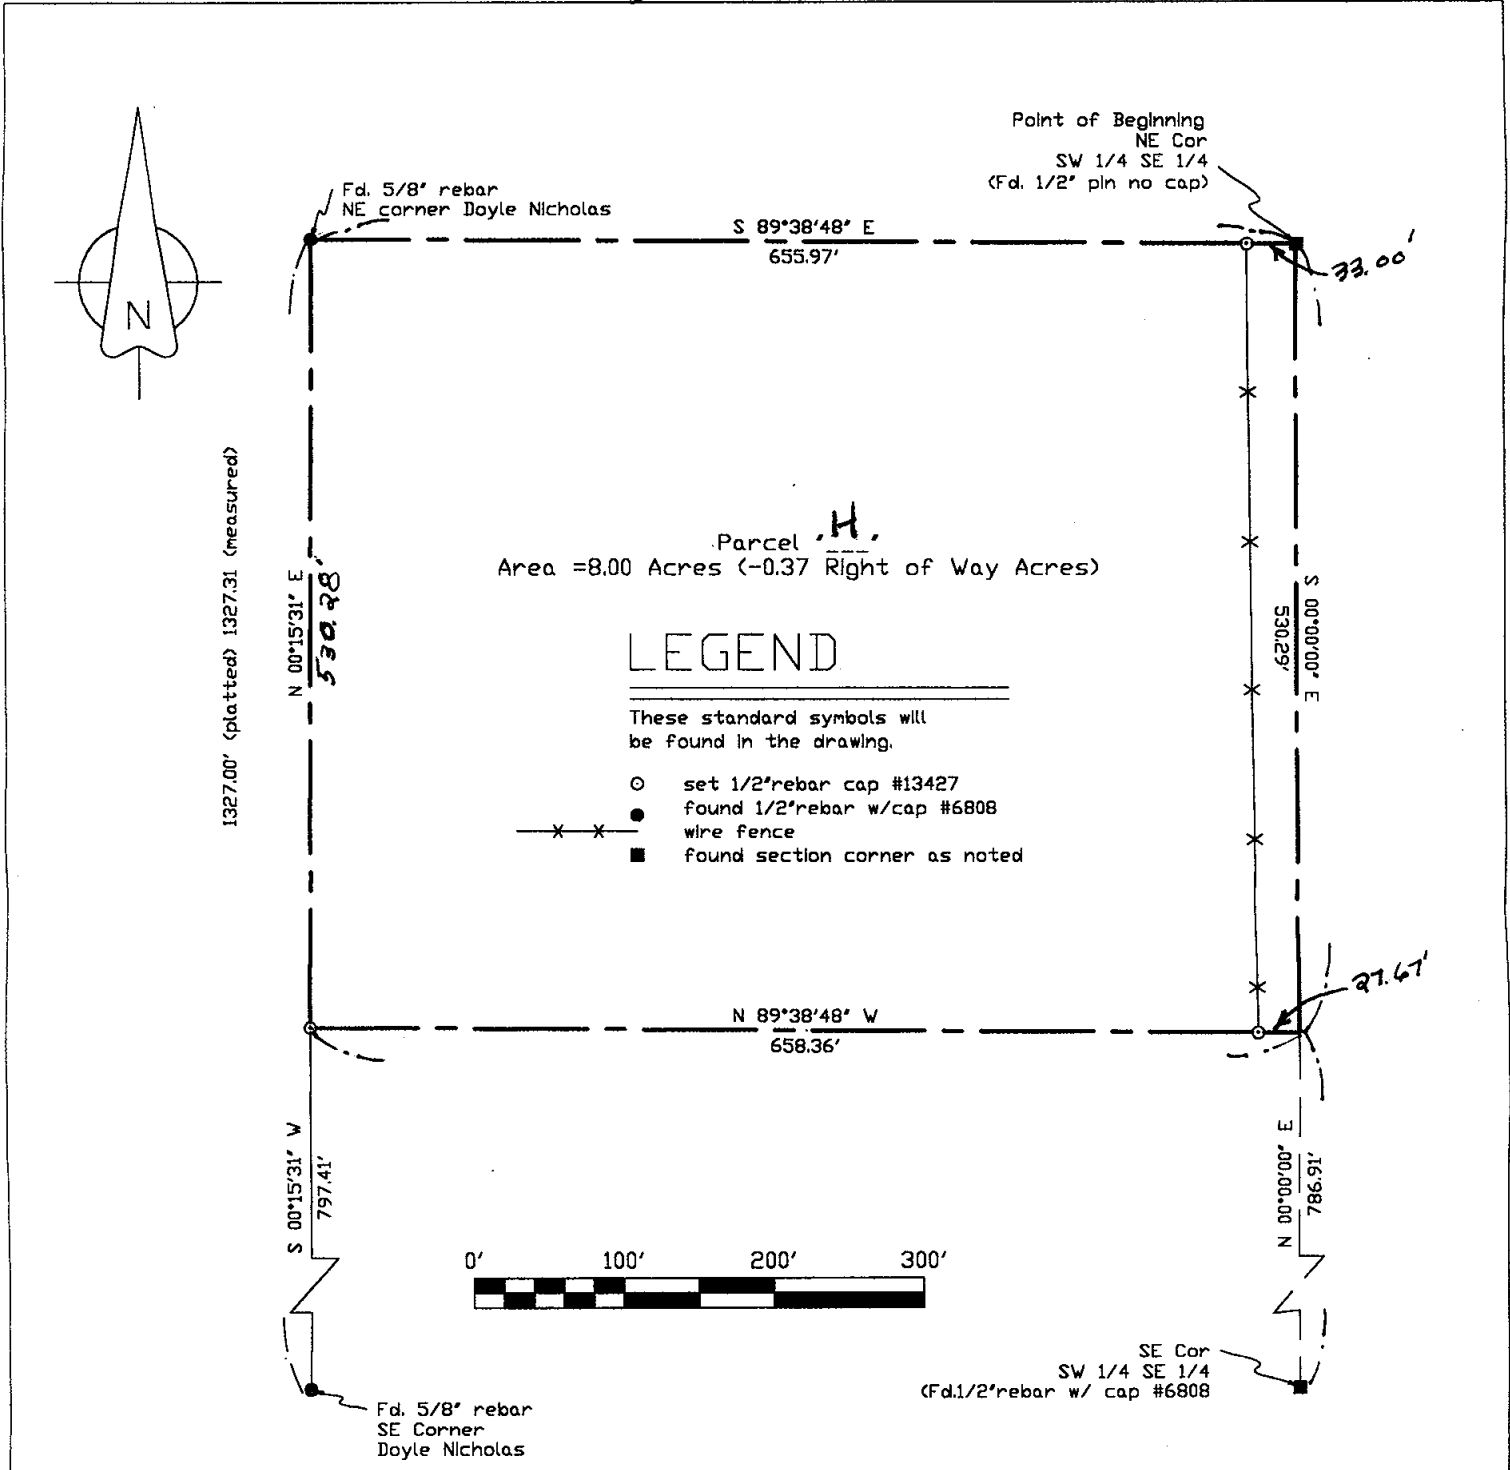 Point of Beginning
NE Cor
SW 1/4 SE 1/4
(Fd. 1/2" pin no cap)
Fd. 5/8" rebar
NE corner Doyle Nicholas
S 89°38'48" E
655.97'
33.00'
N
1327.00' (platted) 1327.31 (measured)
N 00°15'31" E
530.28'
Parcel "H"
Area =8.00 Acres (-0.37 Right of Way Acres)
S 00°00'00" E
530.29'
LEGEND
These standard symbols will
be found in the drawing.
set 1/2"rebar cap #13427
found 1/2"rebar w/cap #6808
wire fence
found section corner as noted
27.67'
N 89°38'48" W
658.36'
S 00°15'31" W
797.41'
N 00°00'00" E
786.91'
0' 100' 200' 300'
SE Cor
SW 1/4 SE 1/4
(Fd.1/2"rebar w/ cap #6808
Fd. 5/8" rebar
SE Corner
Doyle Nicholas